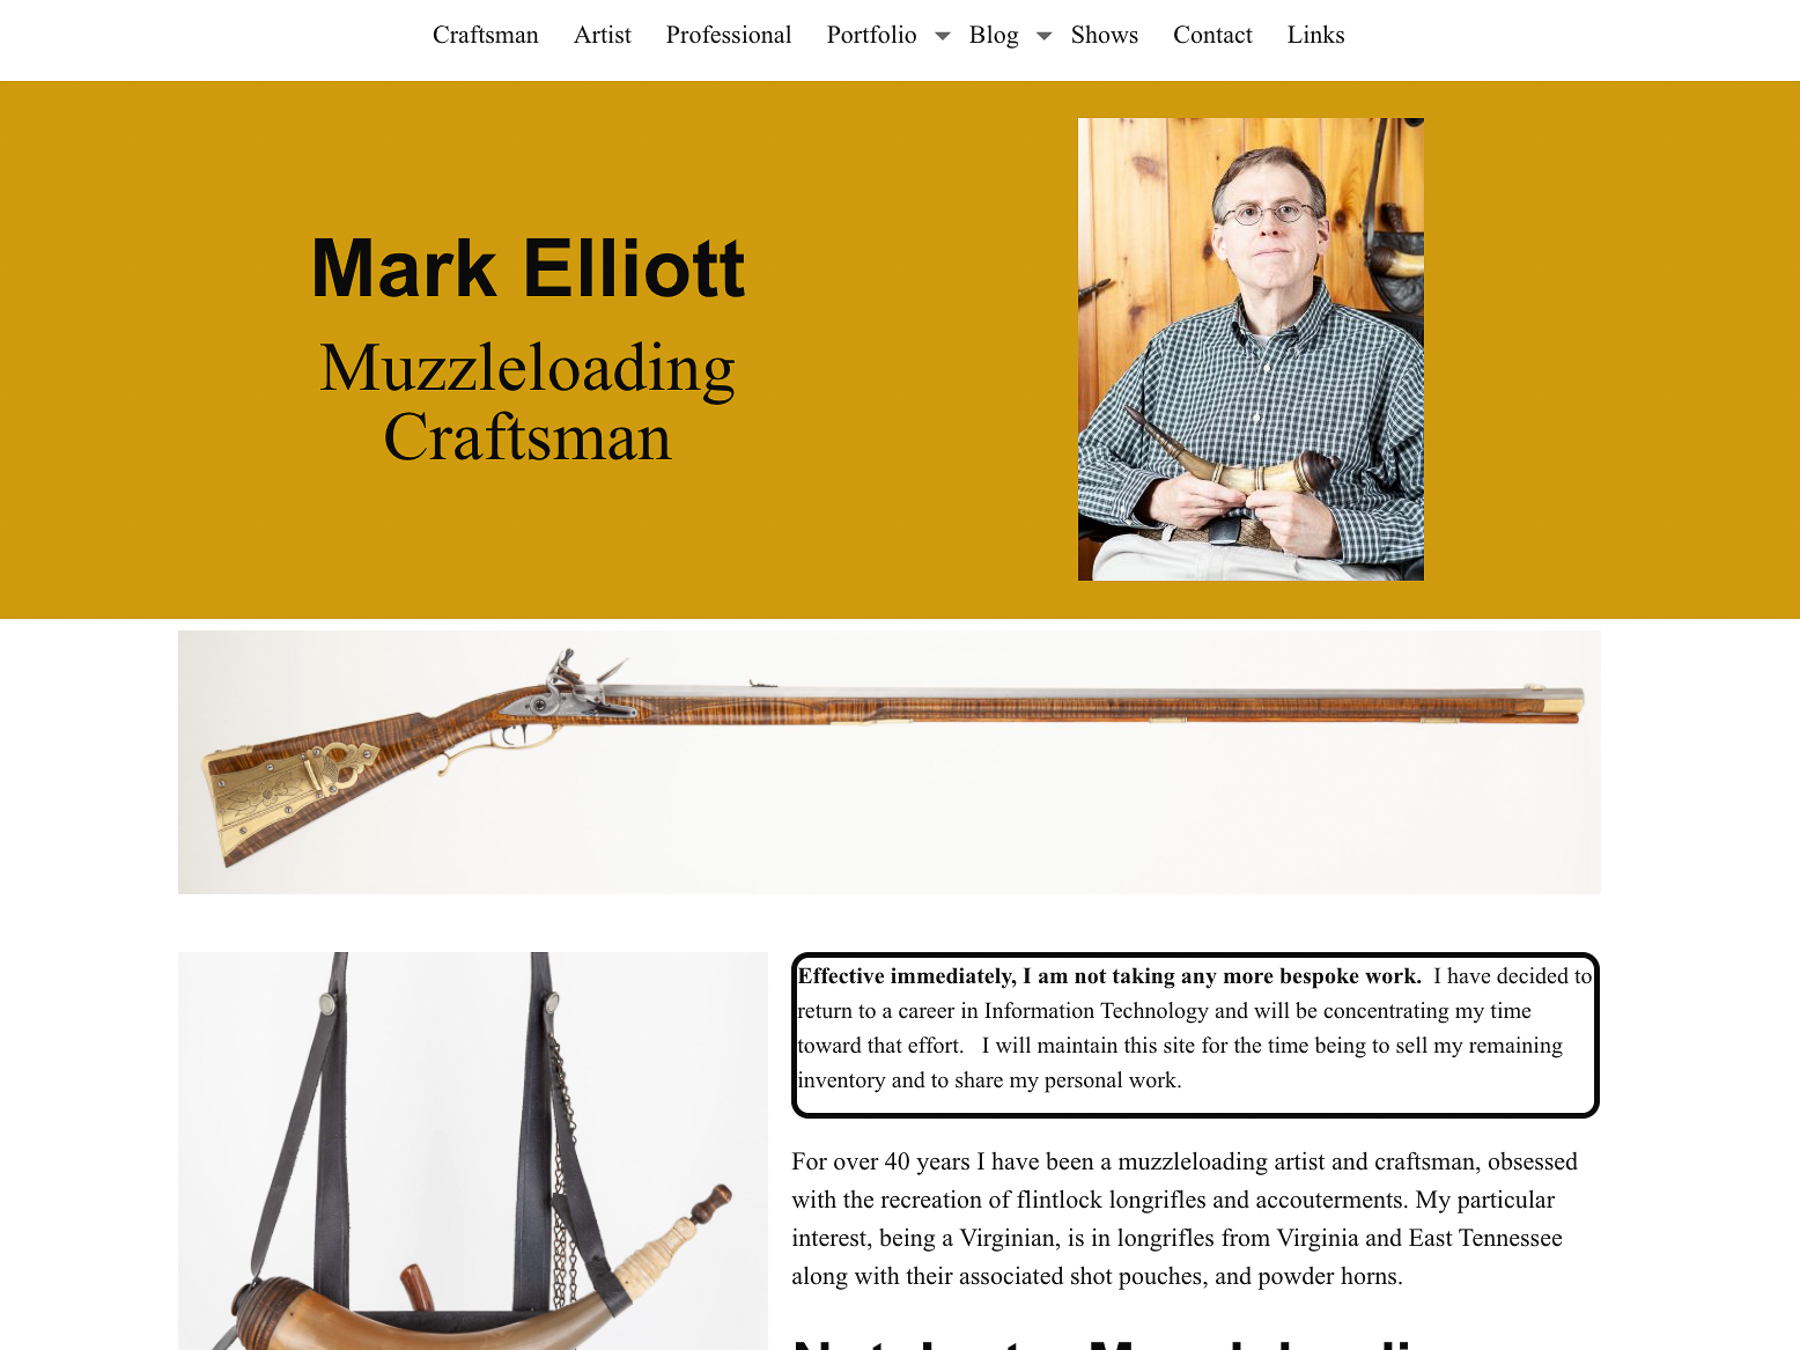 Craftsman Artist Professional Portfolio Blog Shows Contact Links
Mark Elliott
Muzzleloading
Craftsman
Effective immediately, I am not taking any more bespoke work.  I have decided to
return to a career in Information Technology and will be concentrating my time
toward that effort.   I will maintain this site for the time being to sell my remaining
inventory and to share my personal work.
For over 40 years I have been a muzzleloading artist and craftsman, obsessed
with the recreation of flintlock longrifles and accouterments. My particular
interest, being a Virginian, is in longrifles from Virginia and East Tennessee
along with their associated shot pouches, and powder horns.